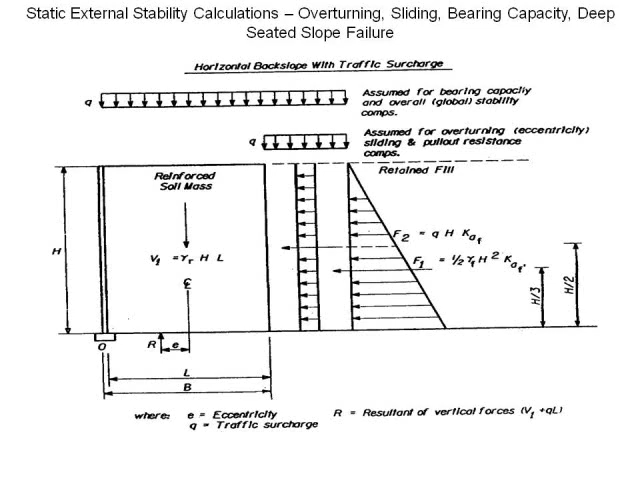 Static External Stability Calculations – Overturning, Sliding, Bearing Capacity, Deep
Seated Slope Failure
Horizontal Backslope With Traffic Surcharge
q
Assumed for bearing capaciiy
and overall (global) stability
comps.
q
Assumed for overturning (eccentricity)
sliding & pullout resistance
comps.
Reinforced
Soil Mass
Retained Fill
H
F₂ = q H K_af
V₁ = γr H L
F₁ = ½ γf H² K_af.
H/3
H/2
℄
O
R
e
L
B
where: e = Eccentricity
q = Traffic surcharge
R = Resultant of vertical forces (V₁ +qL)